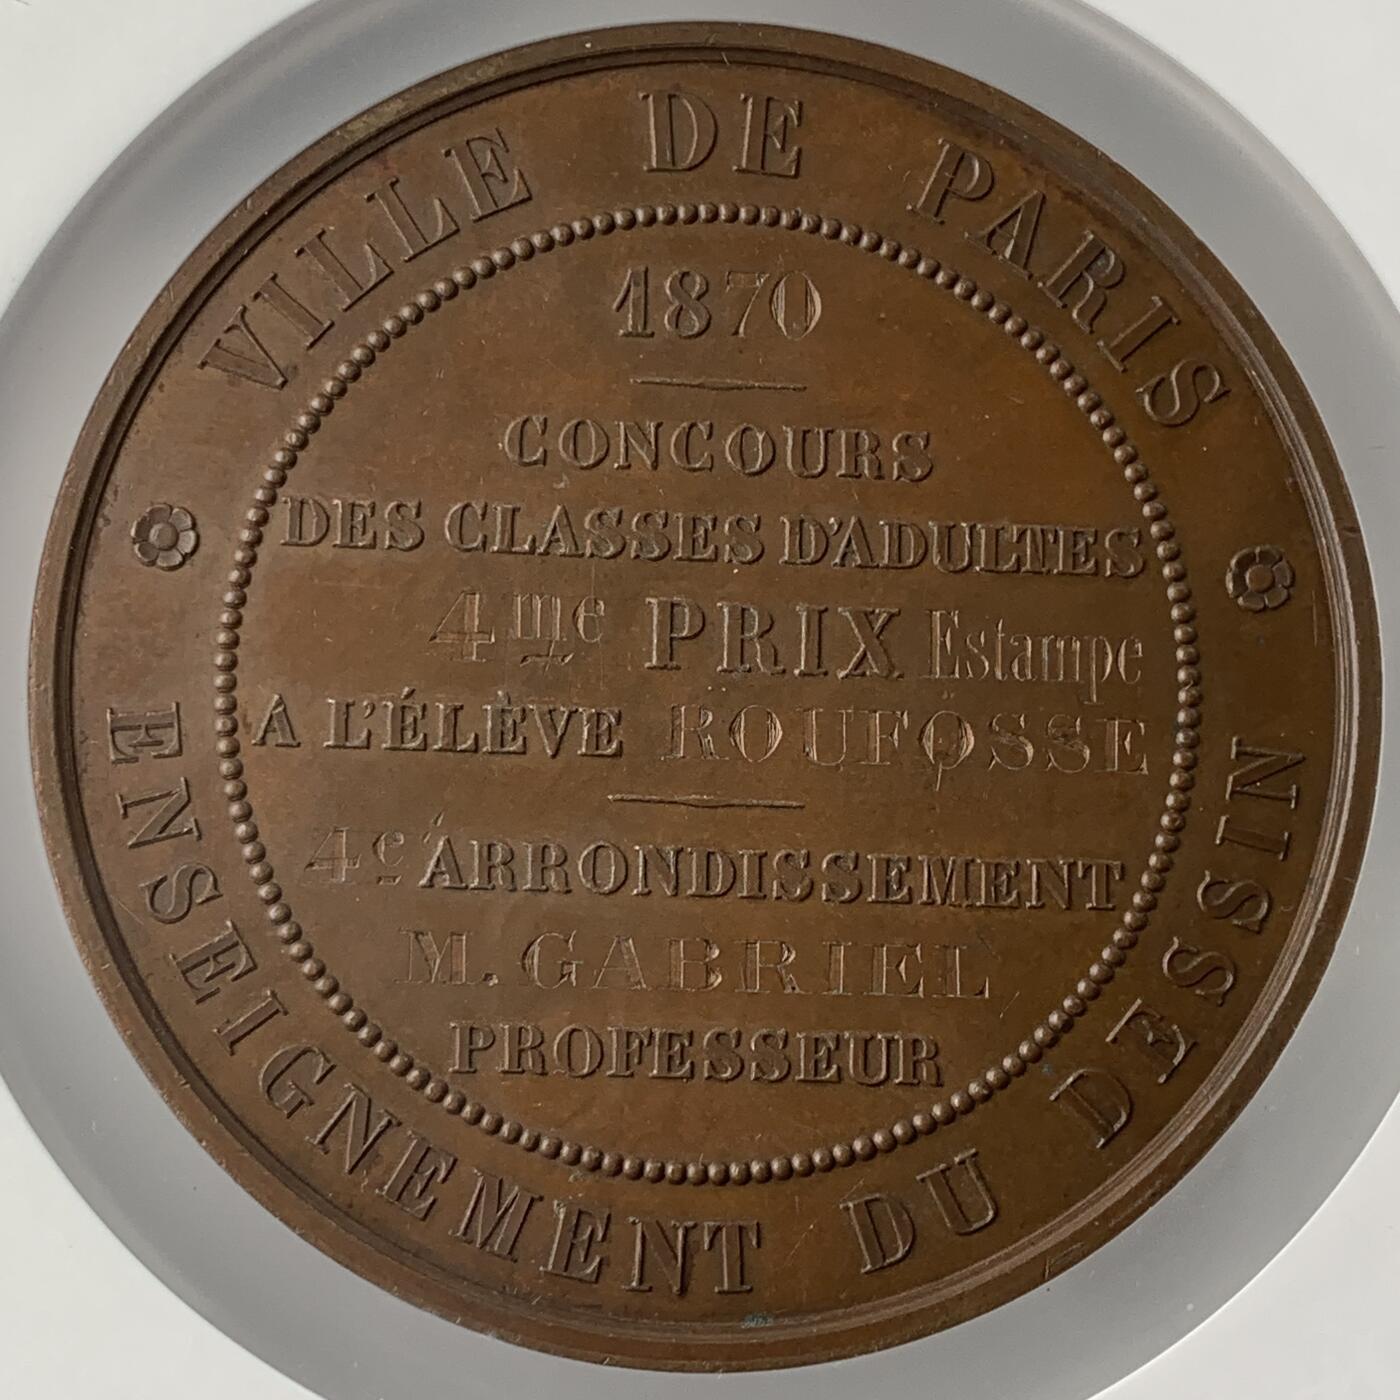 VILLE DE PARIS
1870
CONCOURS
DES CLASSES D'ADULTES
4me PRIX Estampe
A L'ÉLÈVE ROUFOSSE
4e ARRONDISSEMENT
M. GABRIEL
PROFESSEUR
ENSEIGNEMENT DU DESSIN